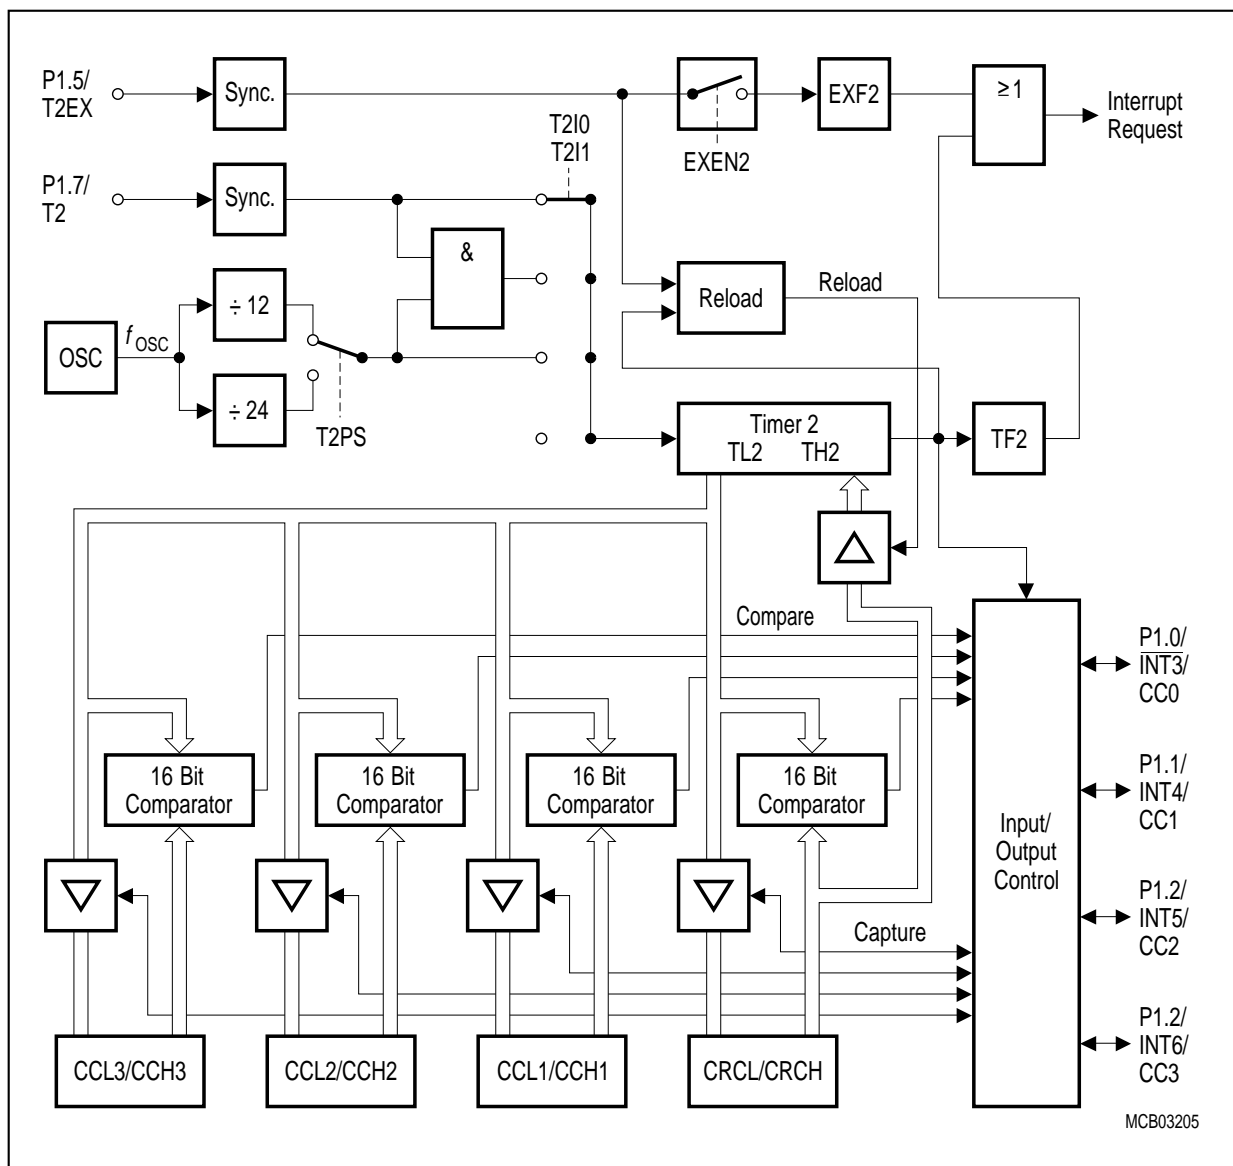 P1.5/
T2EX
Sync.
EXF2
≥1
Interrupt
Request
T2I0
T2I1
EXEN2
P1.7/
T2
Sync.
&
÷ 12
Reload
Reload
OSC
f OSC
÷ 24
T2PS
Timer 2
TL2 TH2
TF2
Compare
P1.0/
INT3/
CC0
16 Bit
Comparator
16 Bit
Comparator
16 Bit
Comparator
16 Bit
Comparator
P1.1/
INT4/
CC1
Input/
Output
Control
P1.2/
INT5/
CC2
Capture
P1.2/
INT6/
CC3
CCL3/CCH3
CCL2/CCH2
CCL1/CCH1
CRCL/CRCH
MCB03205